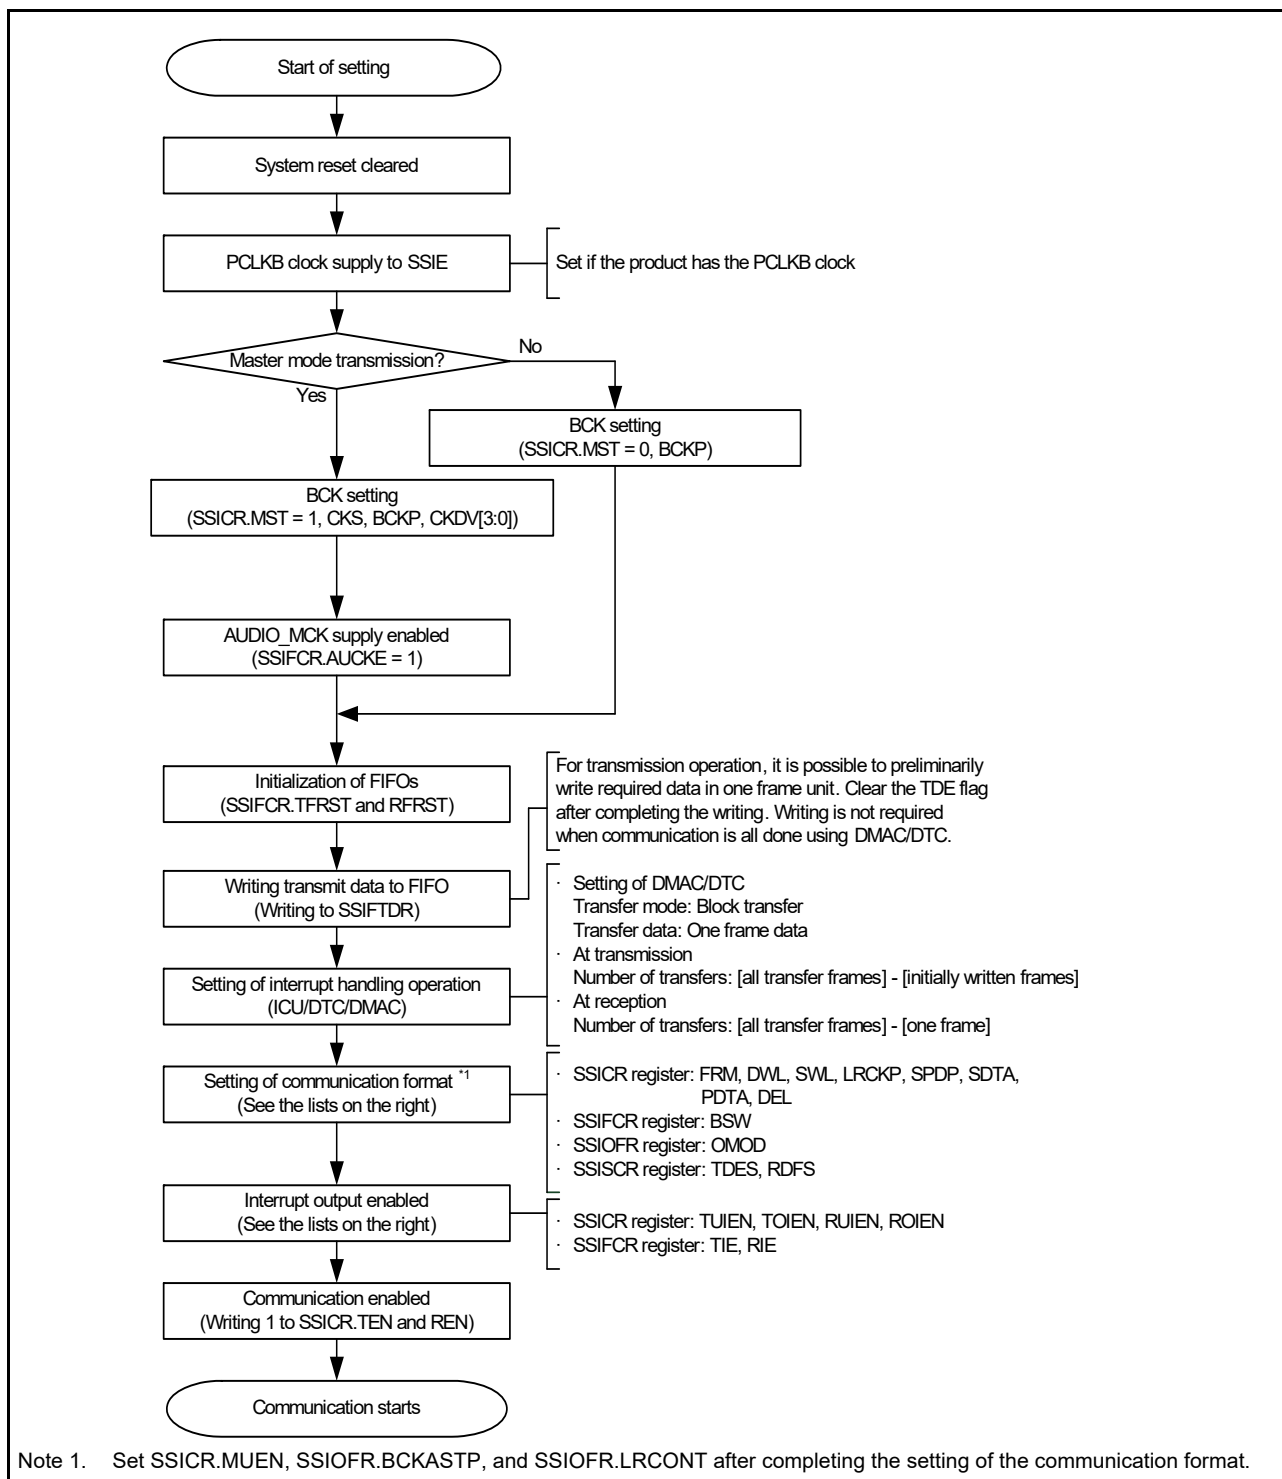 Start of setting
System reset cleared
PCLKB clock supply to SSIE
Set if the product has the PCLKB clock
Master mode transmission?
No
Yes
BCK setting
(SSICR.MST = 0, BCKP)
BCK setting
(SSICR.MST = 1, CKS, BCKP, CKDV[3:0])
AUDIO_MCK supply enabled
(SSIFCR.AUCKE = 1)
Initialization of FIFOs
(SSIFCR.TFRST and RFRST)
For transmission operation, it is possible to preliminarily
write required data in one frame unit. Clear the TDE flag
after completing the writing. Writing is not required
when communication is all done using DMAC/DTC.
Writing transmit data to FIFO
(Writing to SSIFTDR)
· Setting of DMAC/DTC
Transfer mode: Block transfer
Transfer data: One frame data
· At transmission
Number of transfers: [all transfer frames] - [initially written frames]
· At reception
Number of transfers: [all transfer frames] - [one frame]
Setting of interrupt handling operation
(ICU/DTC/DMAC)
Setting of communication format *1
(See the lists on the right)
· SSICR register: FRM, DWL, SWL, LRCKP, SPDP, SDTA,
PDTA, DEL
· SSIFCR register: BSW
· SSIOFR register: OMOD
· SSISCR register: TDES, RDFS
Interrupt output enabled
(See the lists on the right)
· SSICR register: TUIEN, TOIEN, RUIEN, ROIEN
· SSIFCR register: TIE, RIE
Communication enabled
(Writing 1 to SSICR.TEN and REN)
Communication starts
Note 1. Set SSICR.MUEN, SSIOFR.BCKASTP, and SSIOFR.LRCONT after completing the setting of the communication format.